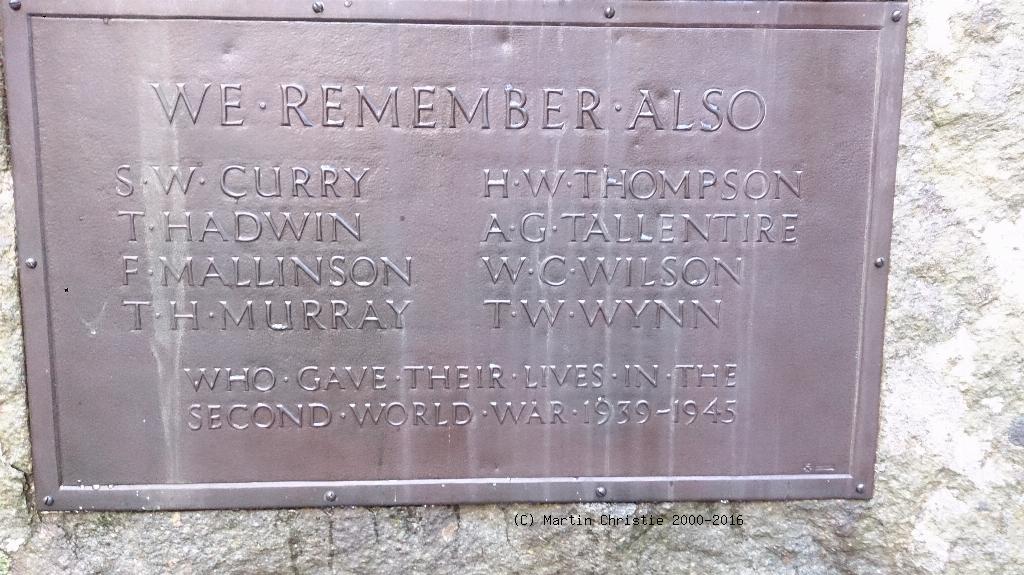 WE·REMEMBER·ALSO
S·W·CURRY
T·HADWIN
F·MALLINSON
T·H·MURRAY
H·W·THOMPSON
A·G·TALLENTIRE
W·C·WILSON
T·W·WYNN
WHO·GAVE·THEIR·LIVES·IN·THE
SECOND·WORLD·WAR·1939-1945
(C) Martin Christie 2000-2016